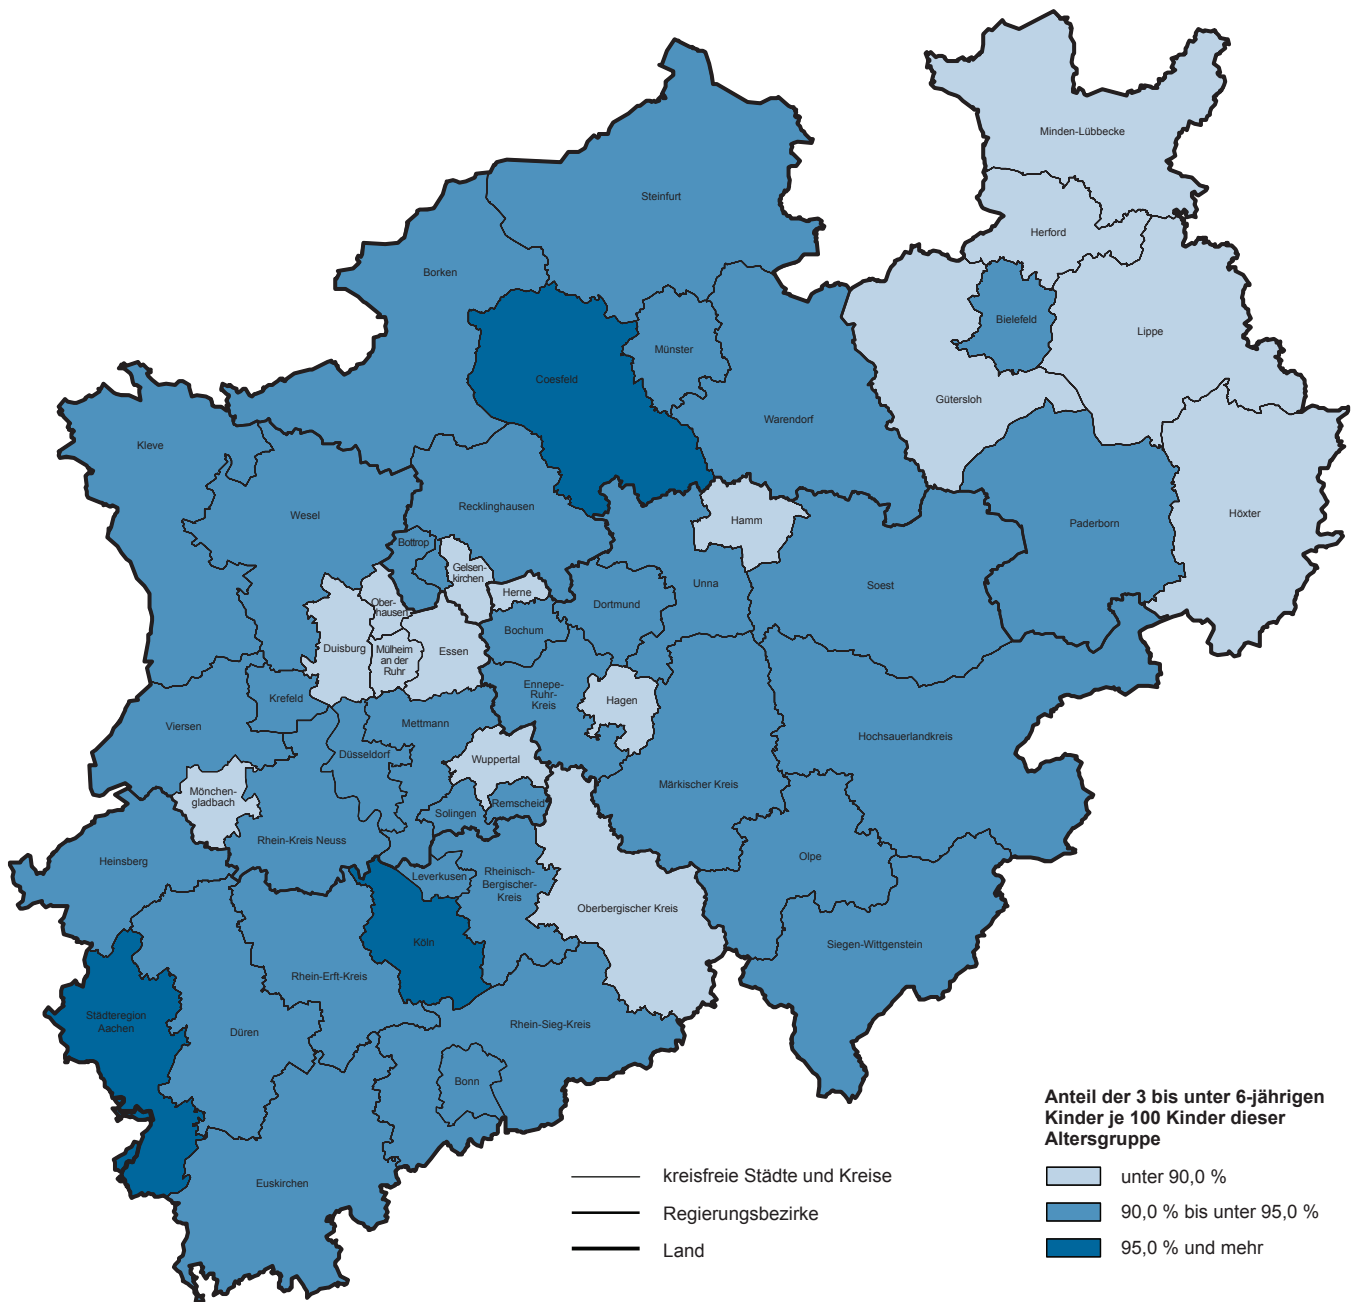 Minden-Lübbecke
Steinfurt
Herford
Borken
Bielefeld
Lippe
Münster
Coesfeld
Gütersloh
Warendorf
Kleve
Recklinghausen
Wesel
Hamm
Paderborn
Höxter
Bottrop
Gelsen-
kirchen
Unna
Soest
Herne
Ober-
hausen
Dortmund
Bochum
Duisburg
Mülheim
an der
Ruhr
Essen
Ennepe-
Ruhr-
Kreis
Hagen
Krefeld
Viersen
Mettmann
Hochsauerlandkreis
Düsseldorf
Wuppertal
Märkischer Kreis
Mönchen-
gladbach
Remscheid
Solingen
Rhein-Kreis Neuss
Heinsberg
Olpe
Leverkusen
Rheinisch-
Bergischer-
Kreis
Oberbergischer Kreis
Köln
Siegen-Wittgenstein
Rhein-Erft-Kreis
Städteregion
Aachen
Düren
Rhein-Sieg-Kreis
Bonn
Euskirchen
kreisfreie Städte und Kreise
Regierungsbezirke
Land
Anteil der 3 bis unter 6-jährigen
Kinder je 100 Kinder dieser
Altersgruppe
unter 90,0 %
90,0 % bis unter 95,0 %
95,0 % und mehr